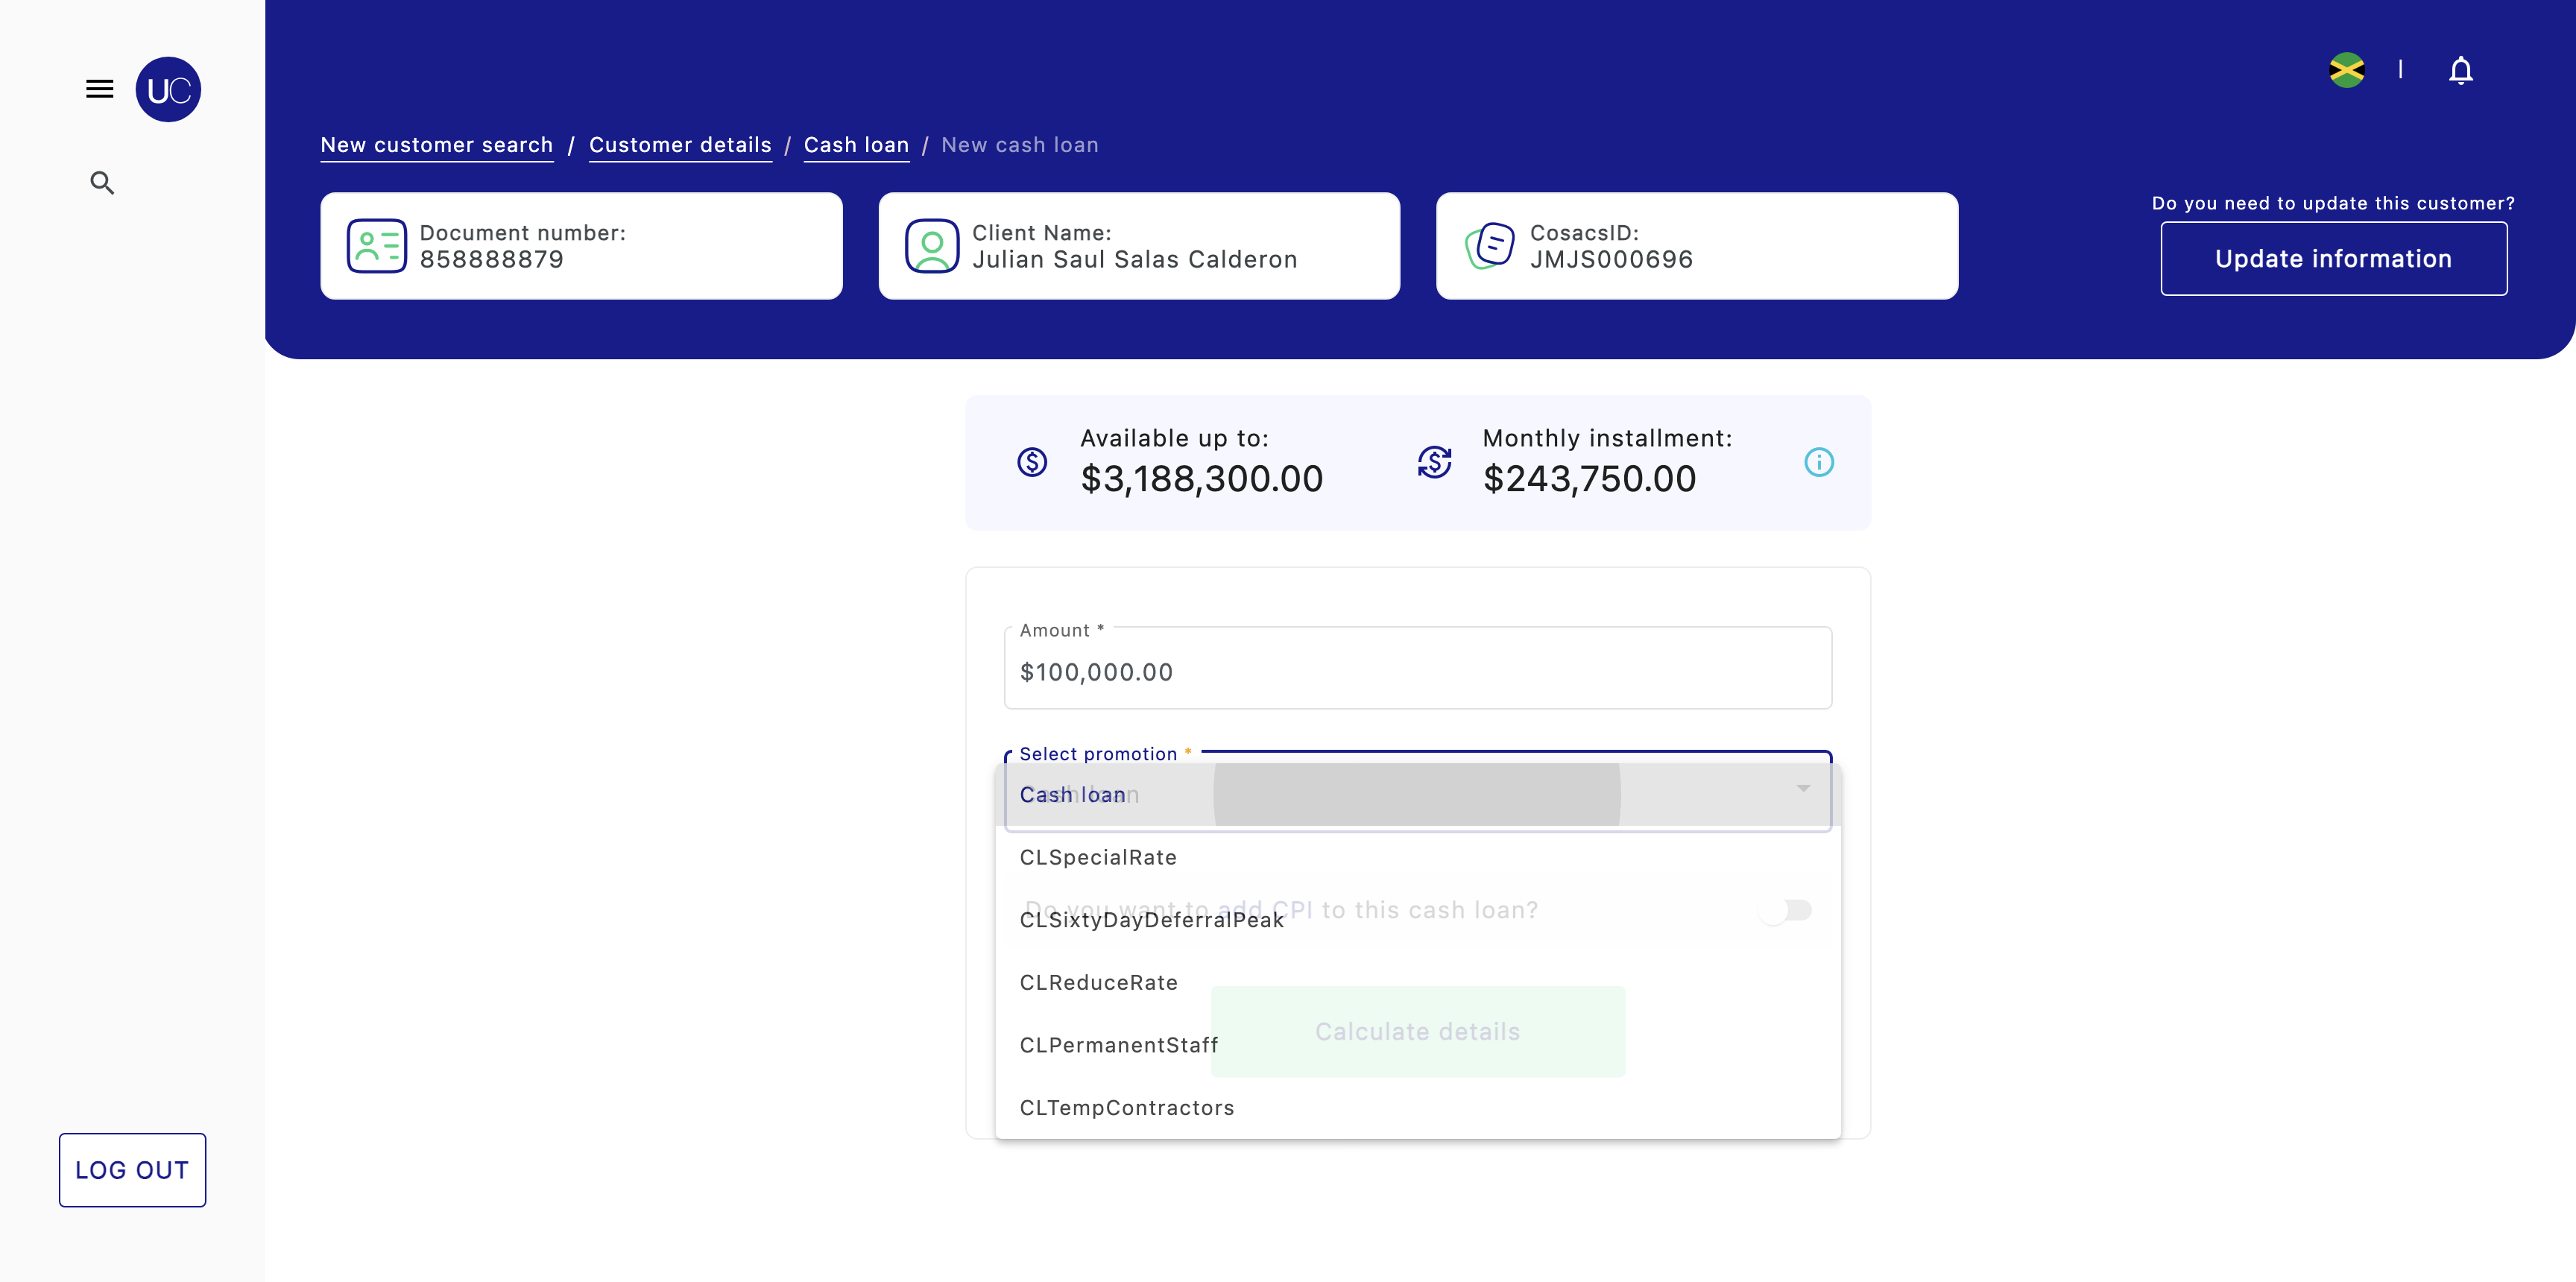 UC
New customer search / Customer details / Cash loan / New cash loan
Document number:
858888879
Client Name:
Julian Saul Salas Calderon
CosacsID:
JMJS000696
Do you need to update this customer?
Update information
Available up to:
$3,188,300.00
Monthly installment:
$243,750.00
Amount *
$100,000.00
Select promotion *
Cash loan
Cash loan
CLSpecialRate
Do you want to add CPI to this cash loan?
CLSixtyDayDeferralPeak
CLReduceRate
Calculate details
CLPermanentStaff
CLTempContractors
LOG OUT